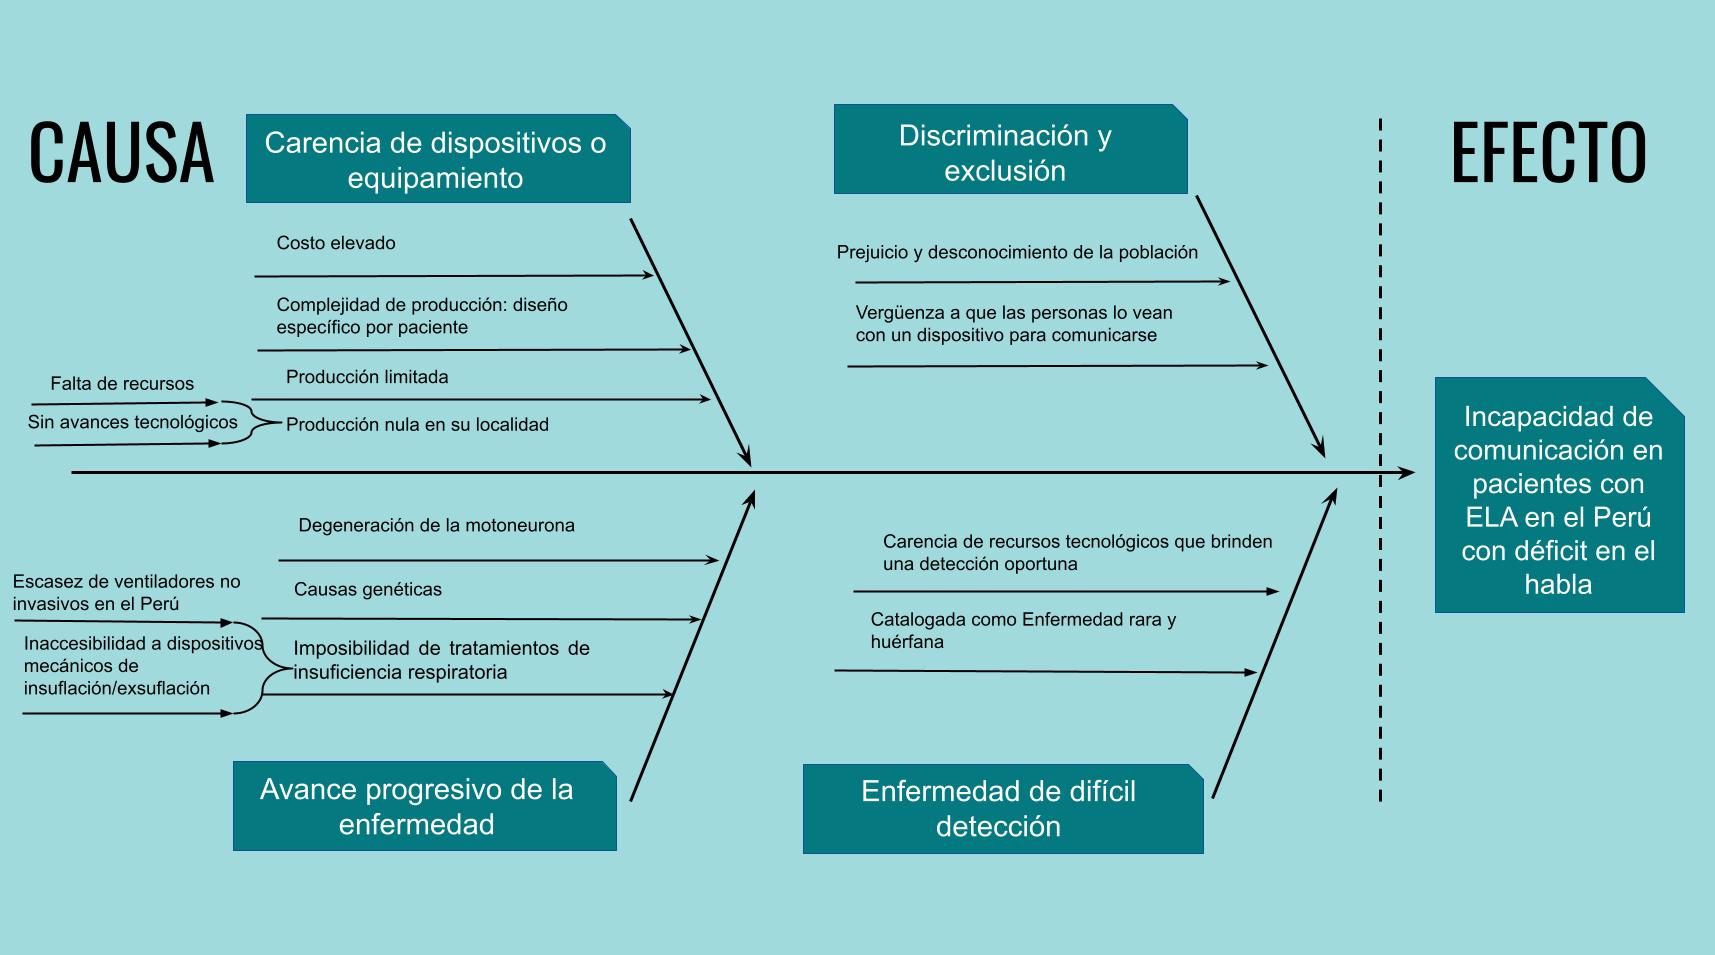 CAUSA
Carencia de dispositivos o
equipamiento
Discriminación y
exclusión
EFECTO
Costo elevado
Complejidad de producción: diseño
específico por paciente
Producción limitada
Falta de recursos
Sin avances tecnológicos
Producción nula en su localidad
Prejuicio y desconocimiento de la población
Vergüenza a que las personas lo vean
con un dispositivo para comunicarse
Incapacidad de
comunicación en
pacientes con
ELA en el Perú
con déficit en el
habla
Degeneración de la motoneurona
Causas genéticas
Escasez de ventiladores no
invasivos en el Perú
Inaccesibilidad a dispositivos
mecánicos de
insuflación/exsuflación
Imposibilidad de tratamientos de
insuficiencia respiratoria
Carencia de recursos tecnológicos que brinden
una detección oportuna
Catalogada como Enfermedad rara y
huérfana
Avance progresivo de la
enfermedad
Enfermedad de difícil
detección